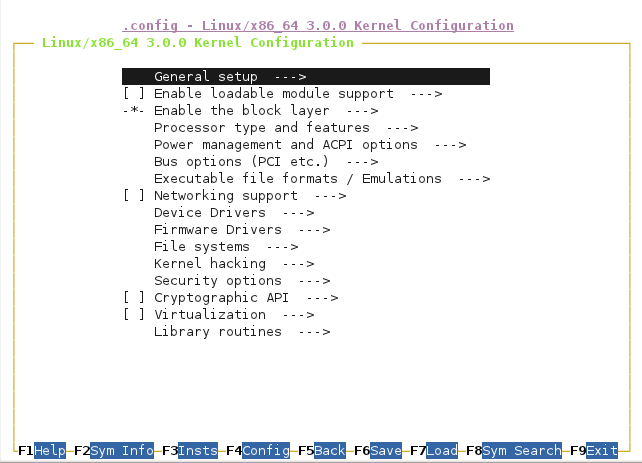 .config - Linux/x86_64 3.0.0 Kernel Configuration
Linux/x86_64 3.0.0 Kernel Configuration
General setup --->
[ ] Enable loadable module support --->
-*- Enable the block layer --->
Processor type and features --->
Power management and ACPI options --->
Bus options (PCI etc.) --->
Executable file formats / Emulations --->
[ ] Networking support --->
Device Drivers --->
Firmware Drivers --->
File systems --->
Kernel hacking --->
Security options --->
[ ] Cryptographic API --->
[ ] Virtualization --->
Library routines --->
F1Help F2Sym Info F3Insts F4Config F5Back F6Save F7Load F8Sym Search F9Exit